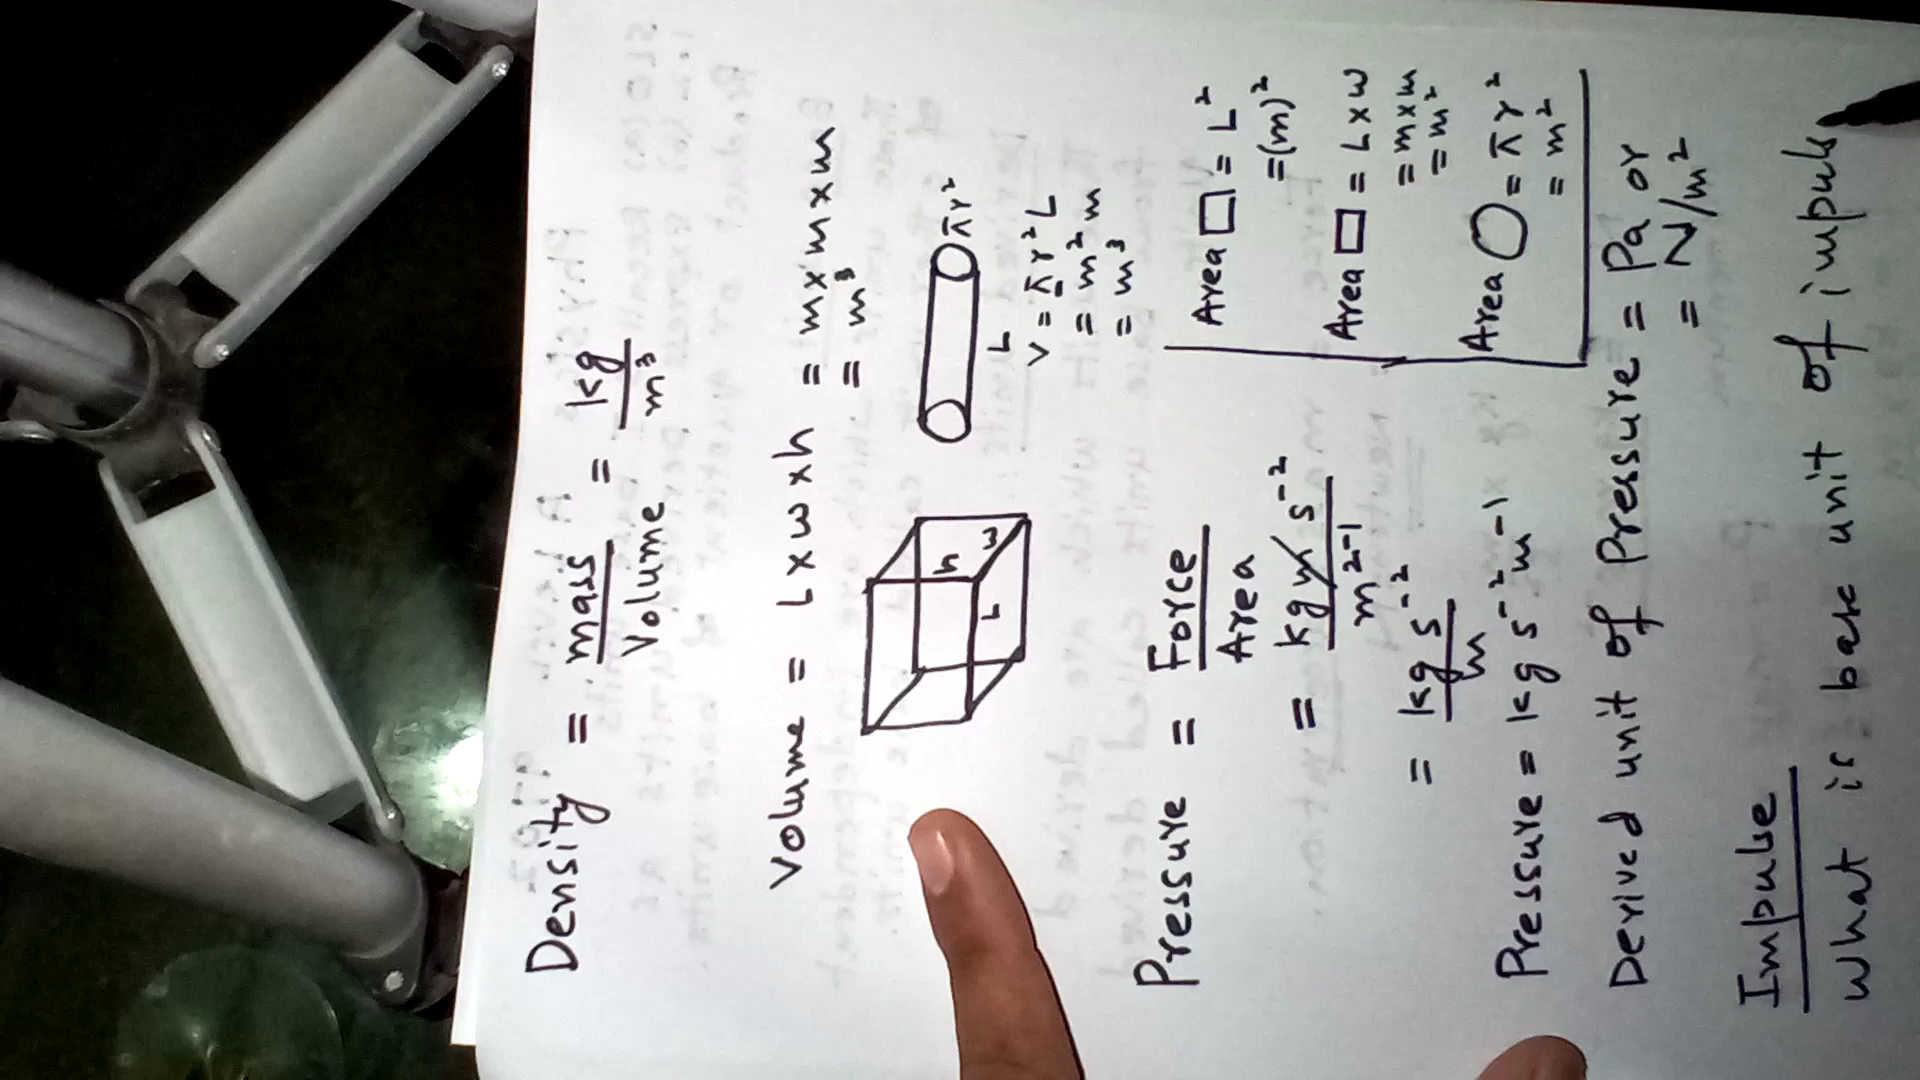 Density = mass / Volume = kg / m³
Volume = L x w x h = m x m x m
= m³
h w L
L πr²
V = πr² L
= m² m
= m³
Pressure = Force / Area
= kg m s⁻² / m²⁻¹
= kg s⁻² / m
Pressure = kg s⁻² m⁻¹
Area □ = L²
= (m)²
Area ▭ = L x w
= m x m
= m²
Area ○ = πr²
= m²
Derived unit of Pressure = Pa or
= N/m²
Impulse
What is base unit of impuls